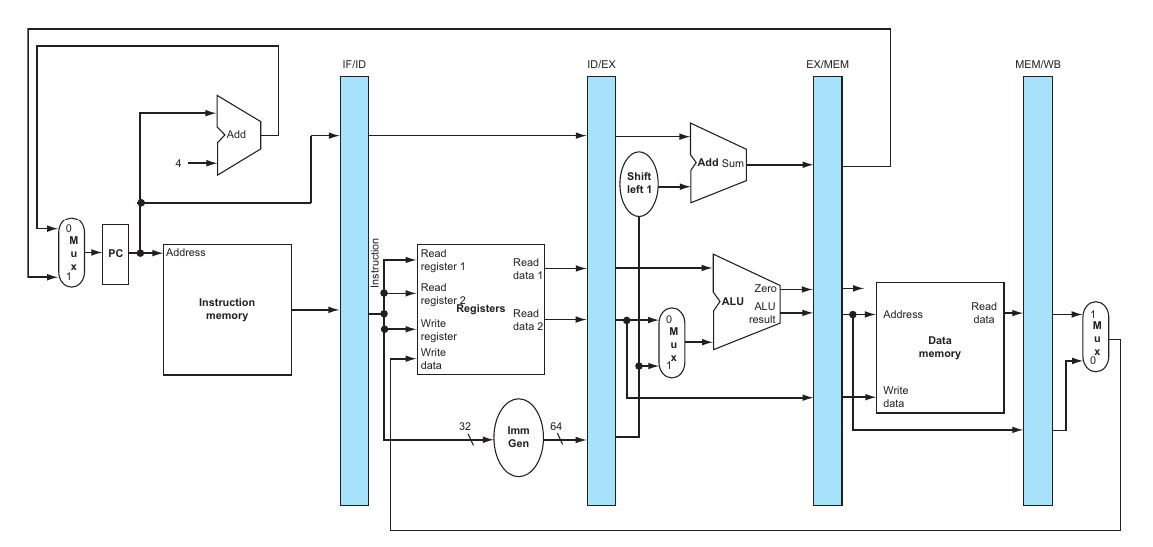 IF/ID
ID/EX
EX/MEM
MEM/WB
Add
4
Add Sum
Shift
left 1
0
M
u
x
1
PC
Address
Instruction
memory
Instruction
Read
register 1
Read
register 2
Registers
Write
register
Write
data
Read
data 1
Read
data 2
0
M
u
x
1
Zero
ALU
ALU
result
Address
Read
data
Data
memory
Write
data
1
M
u
x
0
32
Imm
Gen
64